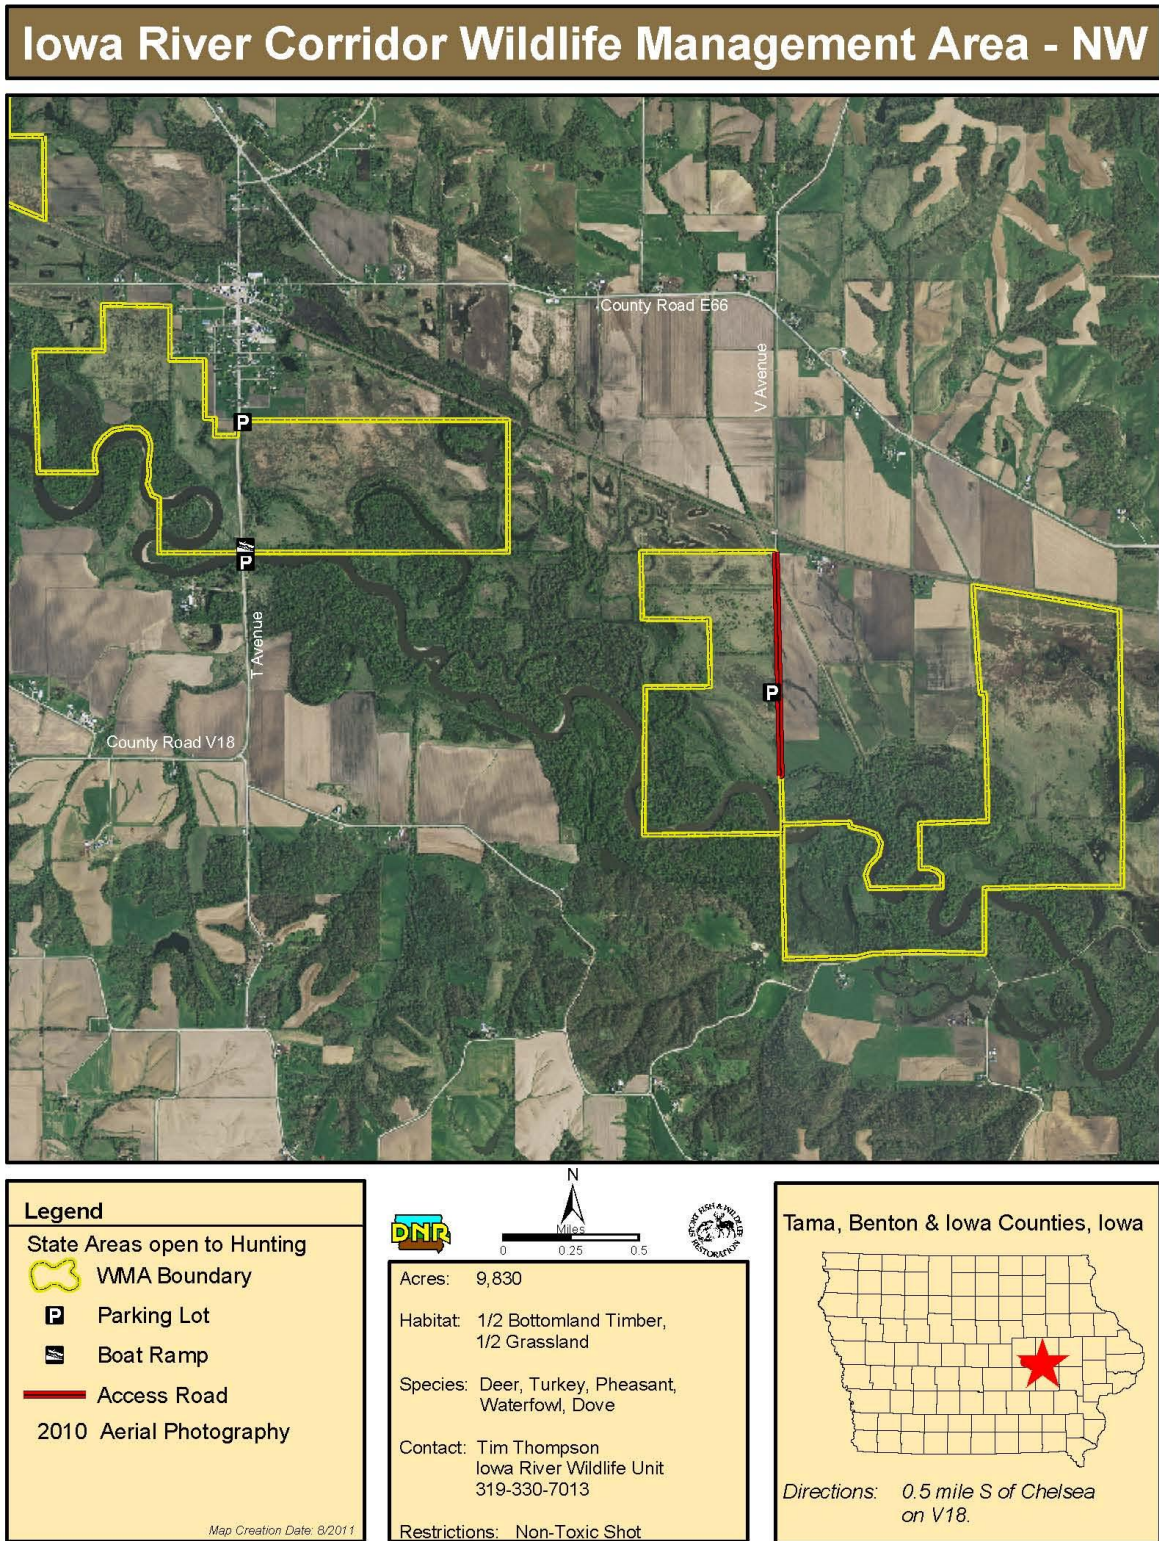 Iowa River Corridor Wildlife Management Area - NW
County Road E66
V Avenue
P
P
T Avenue
P
County Road V18
Legend
State Areas open to Hunting
WMA Boundary
P Parking Lot
Boat Ramp
Access Road
2010 Aerial Photography
Map Creation Date: 8/2011
N
Miles
0 0.25 0.5
DNR
SPORT FISH & WILDLIFE RESTORATION
Acres: 9,830
Habitat: 1/2 Bottomland Timber,
1/2 Grassland
Species: Deer, Turkey, Pheasant,
Waterfowl, Dove
Contact: Tim Thompson
Iowa River Wildlife Unit
319-330-7013
Restrictions: Non-Toxic Shot
Tama, Benton & Iowa Counties, Iowa
Directions: 0.5 mile S of Chelsea
on V18.